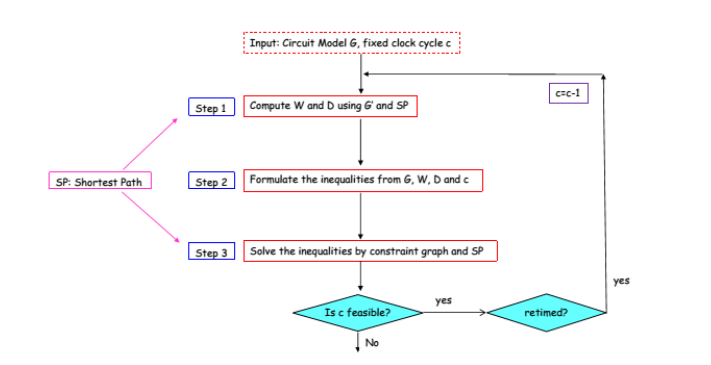 Input: Circuit Model G, fixed clock cycle c
c=c-1
Step 1
Compute W and D using G' and SP
SP: Shortest Path
Step 2
Formulate the inequalities from G, W, D and c
Step 3
Solve the inequalities by constraint graph and SP
Is c feasible?
yes
retimed?
yes
No